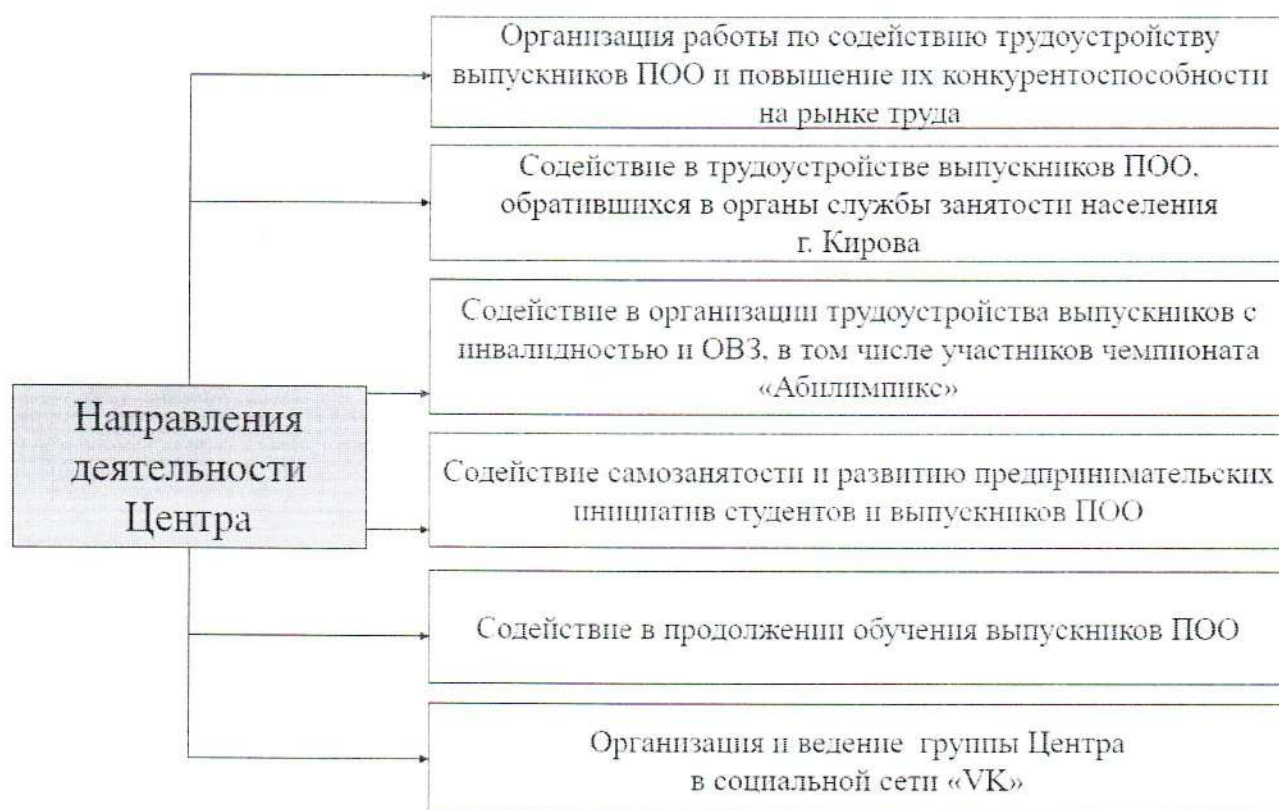 Организация работы по содействию трудоустройству
выпускников ПОО и повышение их конкурентоспособности
на рынке труда
Содействие в трудоустройстве выпускников ПОО,
обратившихся в органы службы занятости населения
г. Кирова
Содействие в организации трудоустройства выпускников с
инвалидностью и ОВЗ, в том числе участников чемпионата
«Абилимпикс»
Направления
деятельности
Центра
Содействие самозанятости и развитию предпринимательских
инициатив студентов и выпускников ПОО
Содействие в продолжении обучения выпускников ПОО
Организация и ведение группы Центра
в социальной сети «VK»